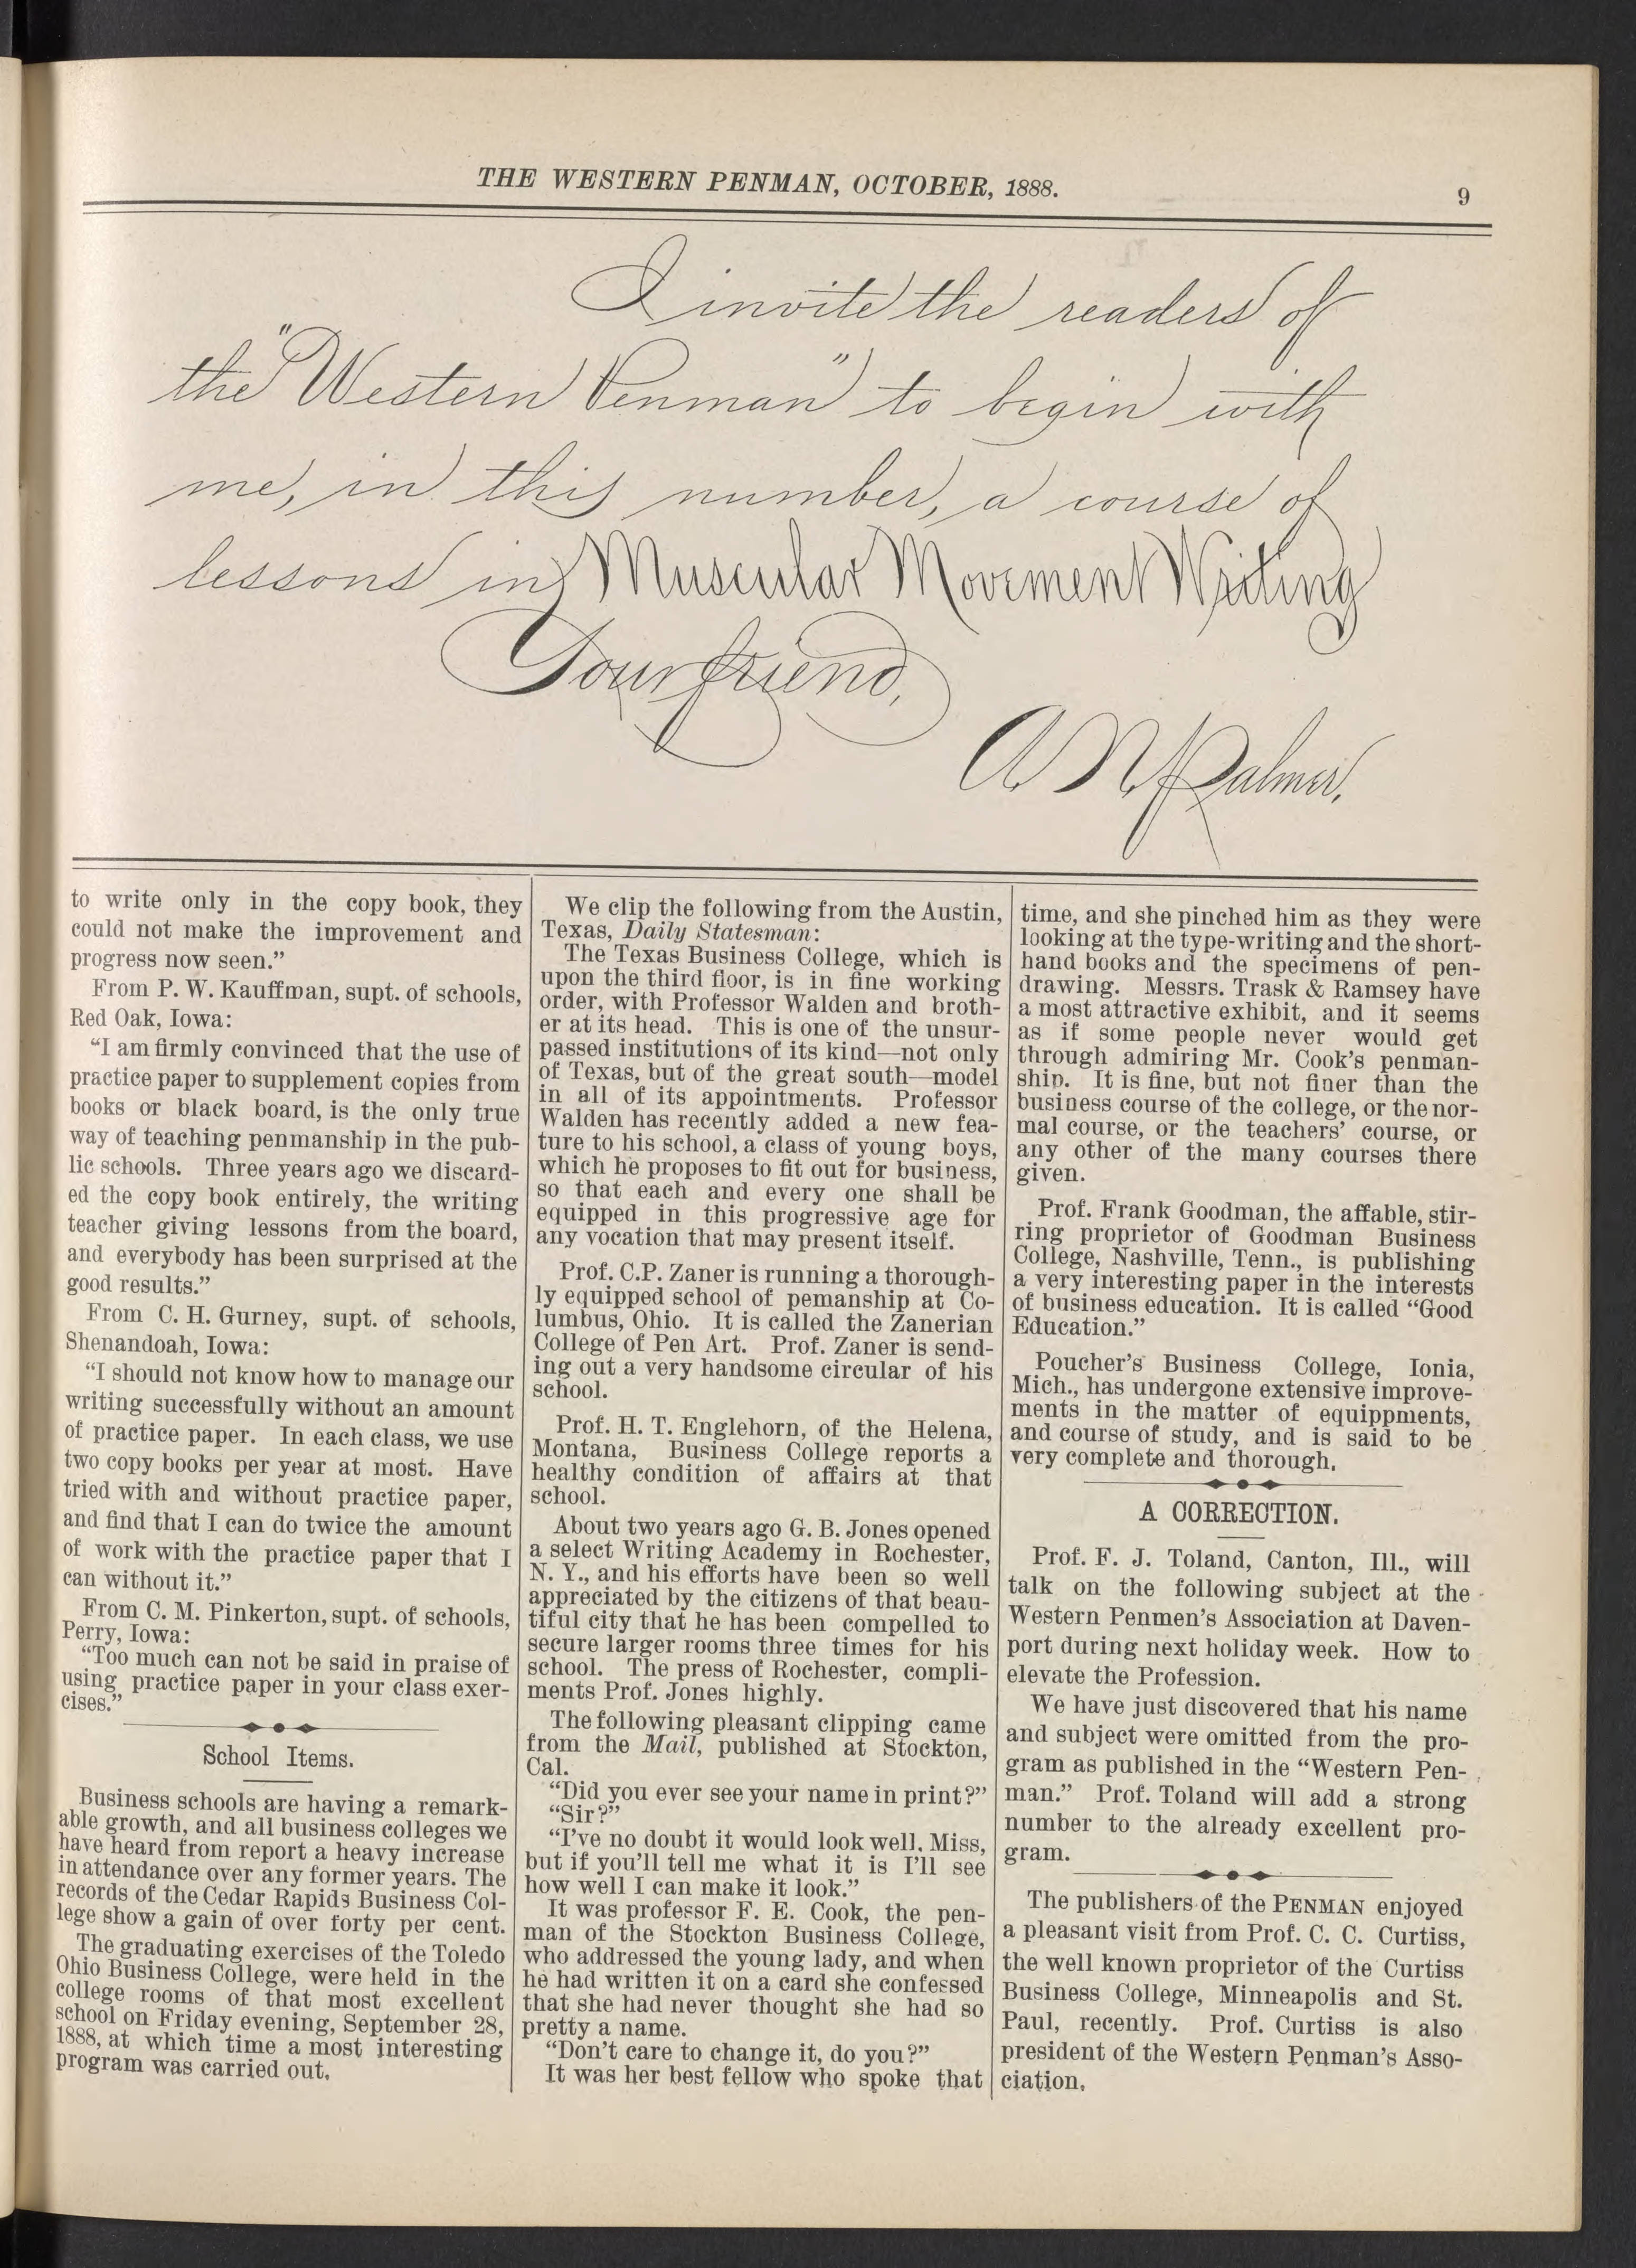 THE WESTERN PENMAN, OCTOBER, 1888.
9
I invite the readers of
the "Western Penman" to begin with
me, in this number, a course of
lessons in Muscular Movement Writing
Your friend,
A. N. Palmer.
to write only in the copy book, they
could not make the improvement and
progress now seen.”
From P. W. Kauffman, supt. of schools,
Red Oak, Iowa:
“I am firmly convinced that the use of
practice paper to supplement copies from
books or black board, is the only true
way of teaching penmanship in the pub-
lic schools. Three years ago we discard-
ed the copy book entirely, the writing
teacher giving lessons from the board,
and everybody has been surprised at the
good results.”
From C. H. Gurney, supt. of schools,
Shenandoah, Iowa:
“I should not know how to manage our
writing successfully without an amount
of practice paper. In each class, we use
two copy books per year at most. Have
tried with and without practice paper,
and find that I can do twice the amount
of work with the practice paper that I
can without it.”
From C. M. Pinkerton, supt. of schools,
Perry, Iowa:
“Too much can not be said in praise of
using practice paper in your class exer-
cises.”
School Items.
Business schools are having a remark-
able growth, and all business colleges we
have heard from report a heavy increase
in attendance over any former years. The
records of the Cedar Rapids Business Col-
lege show a gain of over forty per cent.
The graduating exercises of the Toledo
Ohio Business College, were held in the
college rooms of that most excellent
school on Friday evening, September 28,
1888, at which time a most interesting
program was carried out.
We clip the following from the Austin,
Texas, Daily Statesman:
The Texas Business College, which is
upon the third floor, is in fine working
order, with Professor Walden and broth-
er at its head. This is one of the unsur-
passed institutions of its kind—not only
of Texas, but of the great south—model
in all of its appointments. Professor
Walden has recently added a new fea-
ture to his school, a class of young boys,
which he proposes to fit out for business,
so that each and every one shall be
equipped in this progressive age for
any vocation that may present itself.
Prof. C.P. Zaner is running a thorough-
ly equipped school of pemanship at Co-
lumbus, Ohio. It is called the Zanerian
College of Pen Art. Prof. Zaner is send-
ing out a very handsome circular of his
school.
Prof. H. T. Englehorn, of the Helena,
Montana, Business College reports a
healthy condition of affairs at that
school.
About two years ago G. B. Jones opened
a select Writing Academy in Rochester,
N. Y., and his efforts have been so well
appreciated by the citizens of that beau-
tiful city that he has been compelled to
secure larger rooms three times for his
school. The press of Rochester, compli-
ments Prof. Jones highly.
The following pleasant clipping came
from the Mail, published at Stockton,
Cal.
“Did you ever see your name in print?”
“Sir?”
“I’ve no doubt it would look well, Miss,
but if you’ll tell me what it is I’ll see
how well I can make it look.”
It was professor F. E. Cook, the pen-
man of the Stockton Business College,
who addressed the young lady, and when
he had written it on a card she confessed
that she had never thought she had so
pretty a name.
“Don’t care to change it, do you?”
It was her best fellow who spoke that
time, and she pinched him as they were
looking at the type-writing and the short-
hand books and the specimens of pen-
drawing. Messrs. Trask & Ramsey have
a most attractive exhibit, and it seems
as if some people never would get
through admiring Mr. Cook’s penman-
ship. It is fine, but not finer than the
business course of the college, or the nor-
mal course, or the teachers’ course, or
any other of the many courses there
given.
Prof. Frank Goodman, the affable, stir-
ring proprietor of Goodman Business
College, Nashville, Tenn., is publishing
a very interesting paper in the interests
of business education. It is called “Good
Education.”
Poucher’s Business College, Ionia,
Mich., has undergone extensive improve-
ments in the matter of equippments,
and course of study, and is said to be
very complete and thorough.
A CORRECTION.
Prof. F. J. Toland, Canton, Ill., will
talk on the following subject at the
Western Penmen’s Association at Daven-
port during next holiday week. How to
elevate the Profession.
We have just discovered that his name
and subject were omitted from the pro-
gram as published in the “Western Pen-
man.” Prof. Toland will add a strong
number to the already excellent pro-
gram.
The publishers of the PENMAN enjoyed
a pleasant visit from Prof. C. C. Curtiss,
the well known proprietor of the Curtiss
Business College, Minneapolis and St.
Paul, recently. Prof. Curtiss is also
president of the Western Penman’s Asso-
ciation.